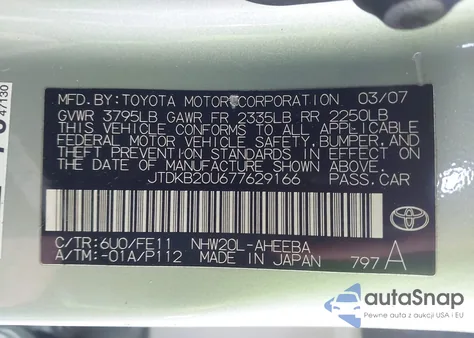 47130
MFD.BY:TOYOTA MOTOR CORPORATION 03/07
GVWR 3795LB GAWR FR 2335LB RR 2250LB
THIS VEHICLE CONFORMS TO ALL APPLICABLE
FEDERAL MOTOR VEHICLE SAFETY, BUMPER, AND
THEFT PREVENTION STANDARDS IN EFFECT ON
THE DATE OF MANUFACTURE SHOWN ABOVE.
JTDKB20U677629166 PASS.CAR
C/TR:6U0/FE11 NHW20L-AHEEBA
A/TM:-01A/P112 MADE IN JAPAN 797 A
TOYOTA
autoSnap
Pewne auta z USA i EU